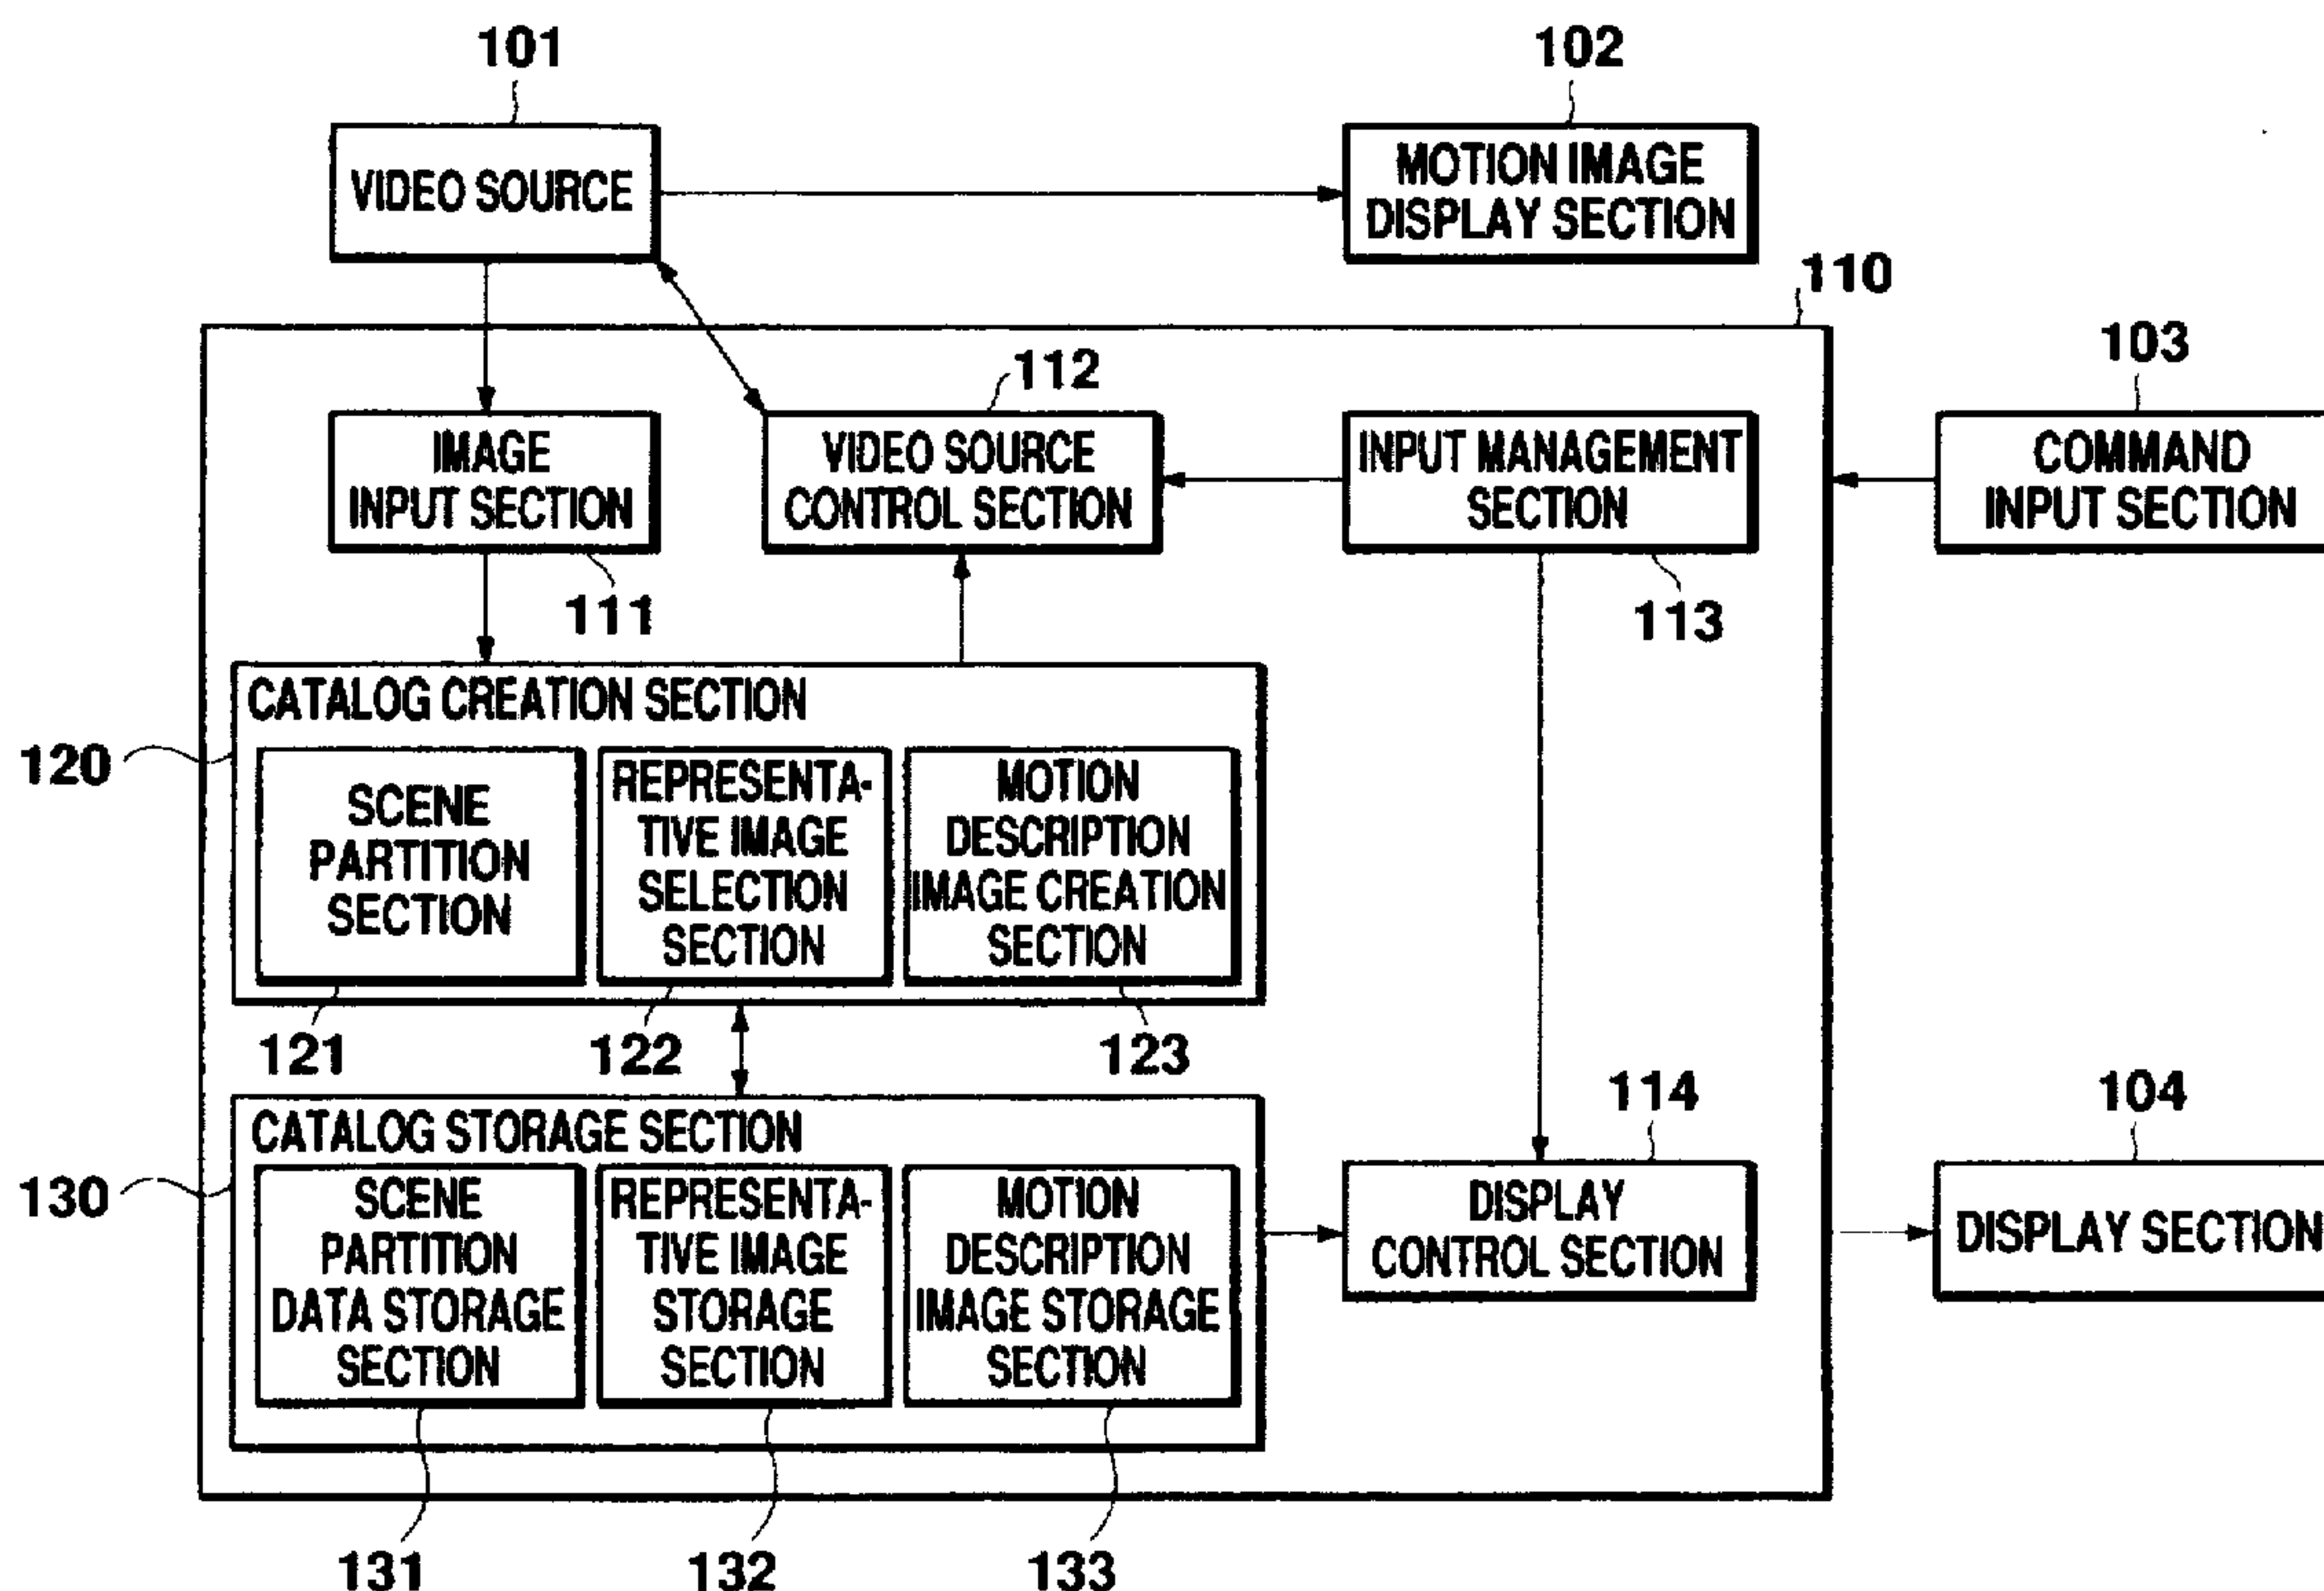 101
102
VIDEO SOURCE
MOTION IMAGE
DISPLAY SECTION
110
103
112
IMAGE
INPUT SECTION
VIDEO SOURCE
CONTROL SECTION
INPUT MANAGEMENT
SECTION
COMMAND
INPUT SECTION
111
113
CATALOG CREATION SECTION
120
SCENE
PARTITION
SECTION
REPRESENTA-
TIVE IMAGE
SELECTION
SECTION
MOTION
DESCRIPTION
IMAGE CREATION
SECTION
121
122
123
114
104
CATALOG STORAGE SECTION
130
SCENE
PARTITION
DATA STORAGE
SECTION
REPRESENTA-
TIVE IMAGE
STORAGE
SECTION
MOTION
DESCRIPTION
IMAGE STORAGE
SECTION
DISPLAY
CONTROL SECTION
DISPLAY SECTION
131
132
133